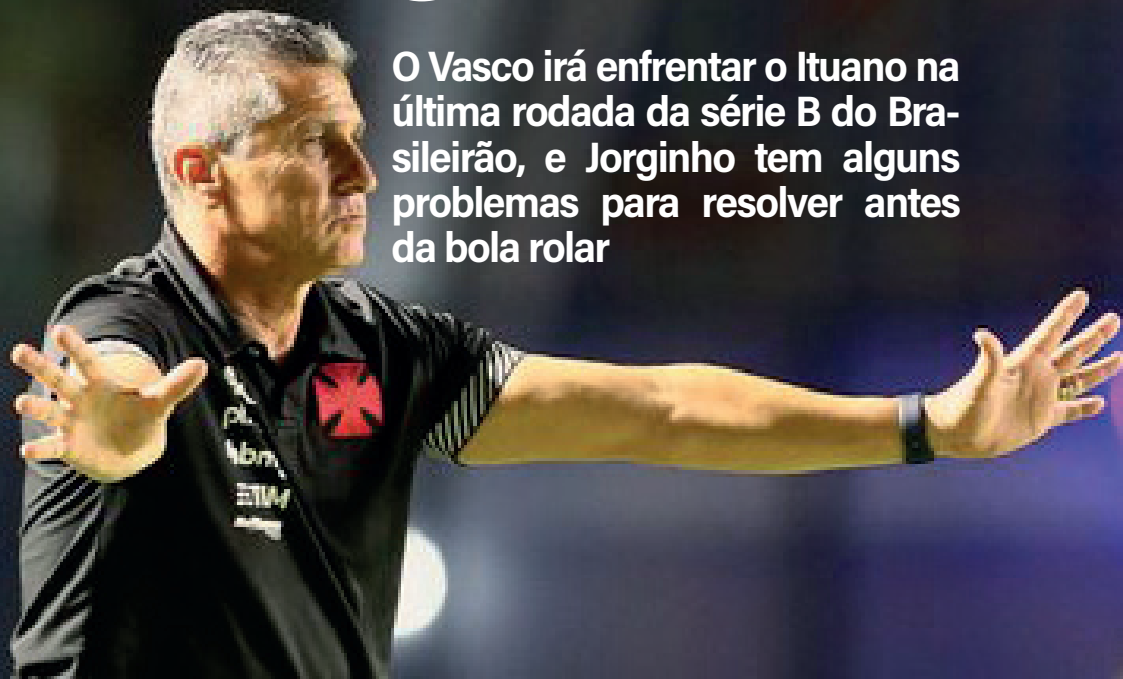 O Vasco irá enfrentar o Ituano na
última rodada da série B do Bra-
sileirão, e Jorginho tem alguns
problemas para resolver antes
da bola rolar